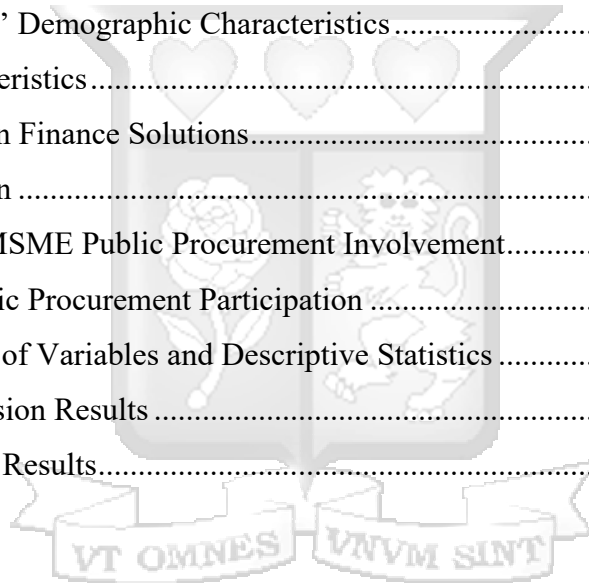 ’ Demographic Characteristics....................
eristics....................
n Finance Solutions....................
n....................
MSME Public Procurement Involvement....................
ic Procurement Participation....................
of Variables and Descriptive Statistics....................
sion Results....................
Results....................
VT OMNES VNVM SINT